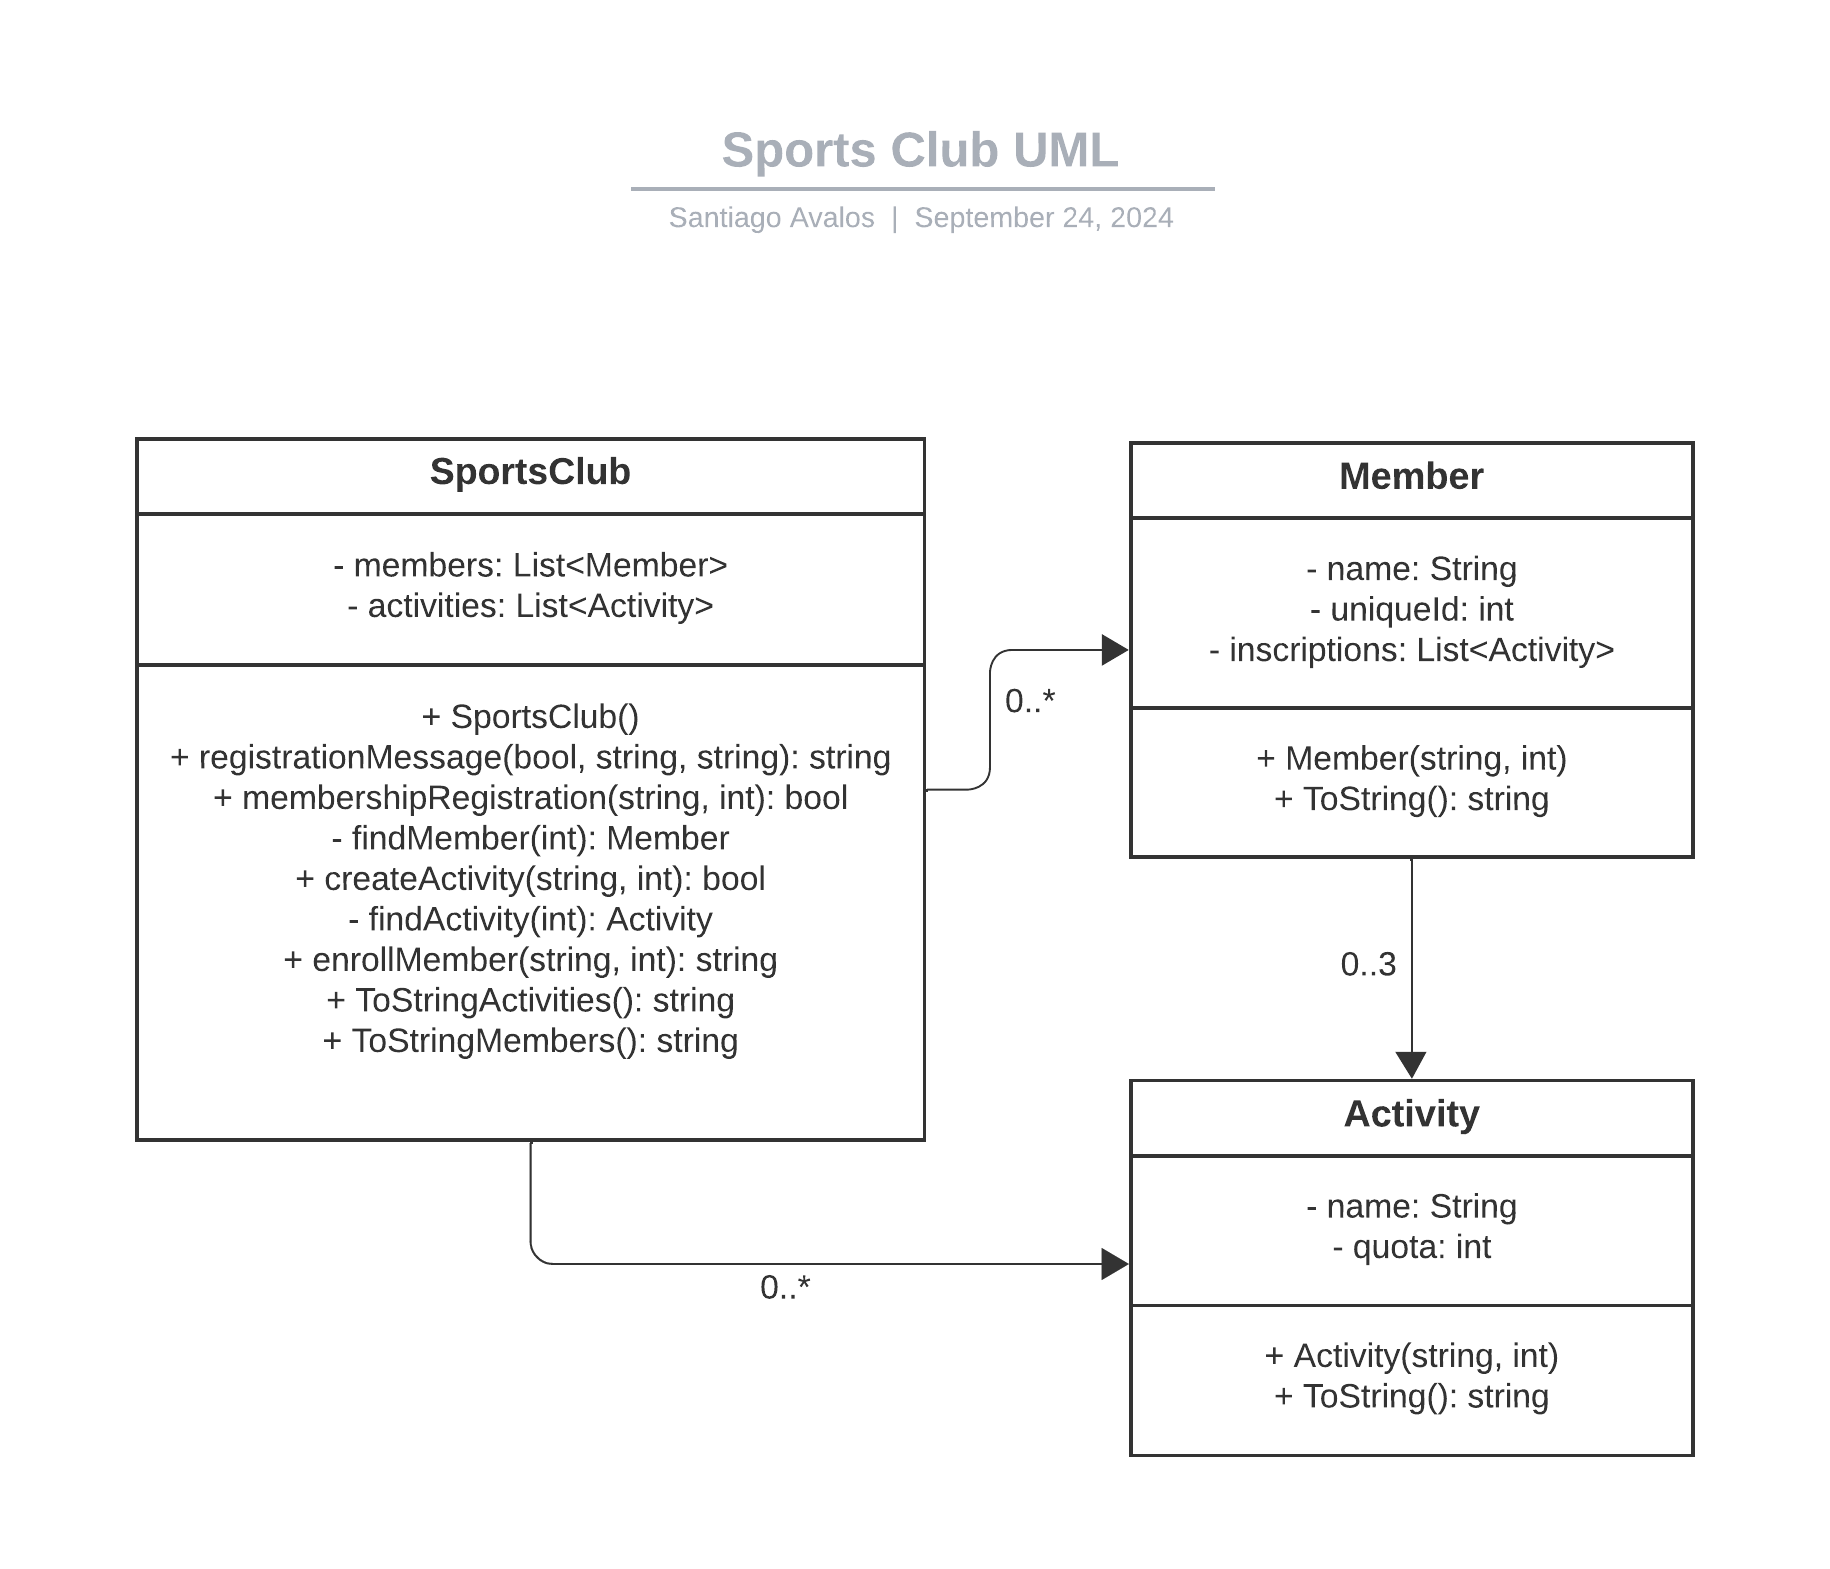 Sports Club UML
Santiago Avalos | September 24, 2024
SportsClub
- members: List<Member>
- activities: List<Activity>
+ SportsClub()
+ registrationMessage(bool, string, string): string
+ membershipRegistration(string, int): bool
- findMember(int): Member
+ createActivity(string, int): bool
- findActivity(int): Activity
+ enrollMember(string, int): string
+ ToStringActivities(): string
+ ToStringMembers(): string
0..*
Member
- name: String
- uniqueId: int
- inscriptions: List<Activity>
+ Member(string, int)
+ ToString(): string
0..3
0..*
Activity
- name: String
- quota: int
+ Activity(string, int)
+ ToString(): string